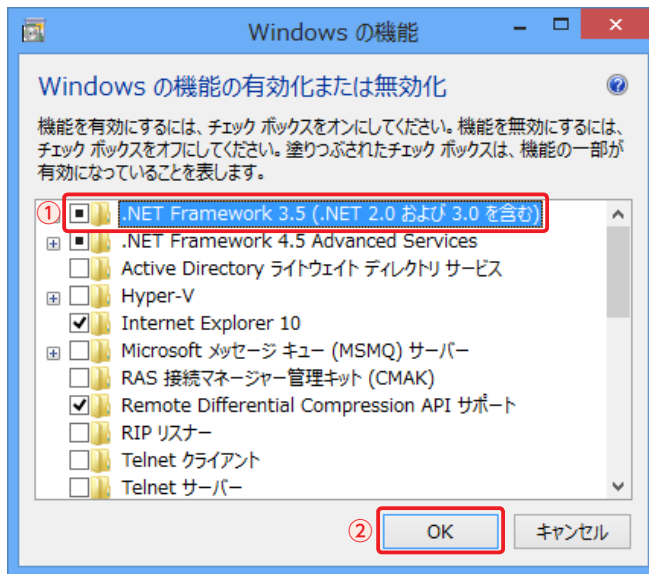 Windows の機能
Windows の機能の有効化または無効化
機能を有効にするには、チェック ボックスをオンにしてください。機能を無効にするには、
チェック ボックスをオフにしてください。塗りつぶされたチェック ボックスは、機能の一部が
有効になっていることを表します。
① .NET Framework 3.5 (.NET 2.0 および 3.0 を含む)
.NET Framework 4.5 Advanced Services
Active Directory ライトウェイト ディレクトリ サービス
Hyper-V
Internet Explorer 10
Microsoft メッセージ キュー (MSMQ) サーバー
RAS 接続マネージャー管理キット (CMAK)
Remote Differential Compression API サポート
RIP リスナー
Telnet クライアント
Telnet サーバー
② OK キャンセル